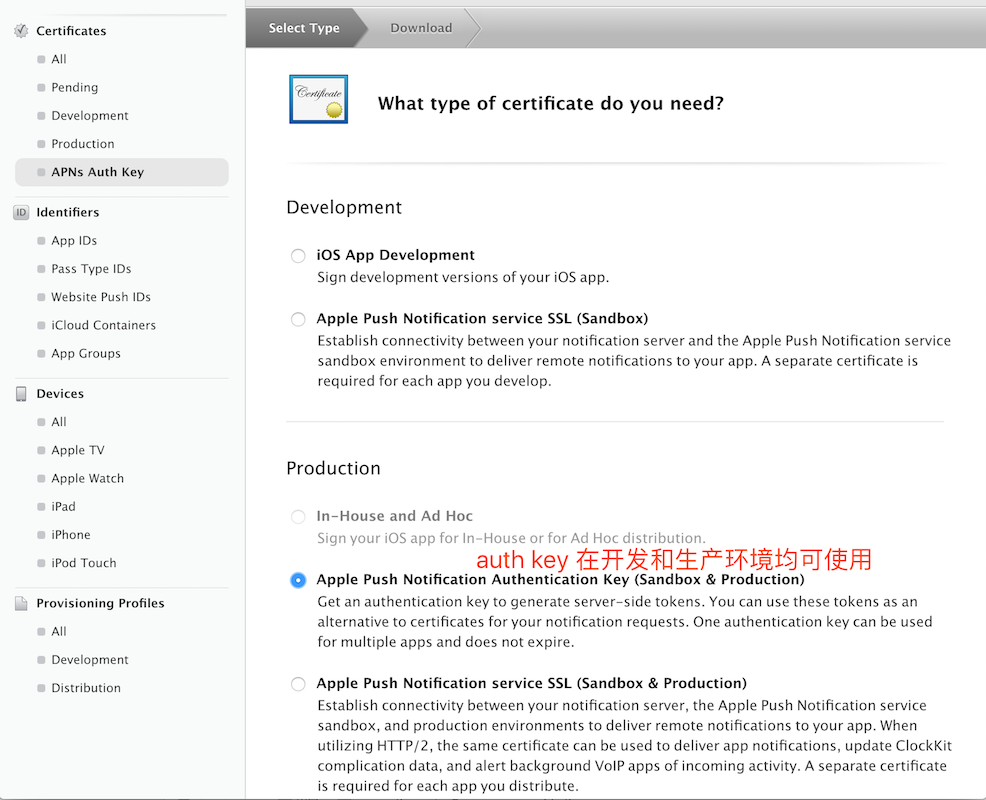 Certificates
All
Pending
Development
Production
APNs Auth Key
Identifiers
App IDs
Pass Type IDs
Website Push IDs
iCloud Containers
App Groups
Devices
All
Apple TV
Apple Watch
iPad
iPhone
iPod Touch
Provisioning Profiles
All
Development
Distribution
Select Type
Download
Certificate
What type of certificate do you need?
Development
iOS App Development
Sign development versions of your iOS app.
Apple Push Notification service SSL (Sandbox)
Establish connectivity between your notification server and the Apple Push Notification service
sandbox environment to deliver remote notifications to your app. A separate certificate is
required for each app you develop.
Production
In-House and Ad Hoc
Sign your iOS app for In-House or for Ad Hoc distribution.
auth key 在开发和生产环境均可使用
Apple Push Notification Authentication Key (Sandbox & Production)
Get an authentication key to generate server-side tokens. You can use these tokens as an
alternative to certificates for your notification requests. One authentication key can be used
for multiple apps and does not expire.
Apple Push Notification service SSL (Sandbox & Production)
Establish connectivity between your notification server, the Apple Push Notification service
sandbox, and production environments to deliver remote notifications to your app. When
utilizing HTTP/2, the same certificate can be used to deliver app notifications, update ClockKit
complication data, and alert background VoIP apps of incoming activity. A separate certificate
is required for each app you distribute.
ID